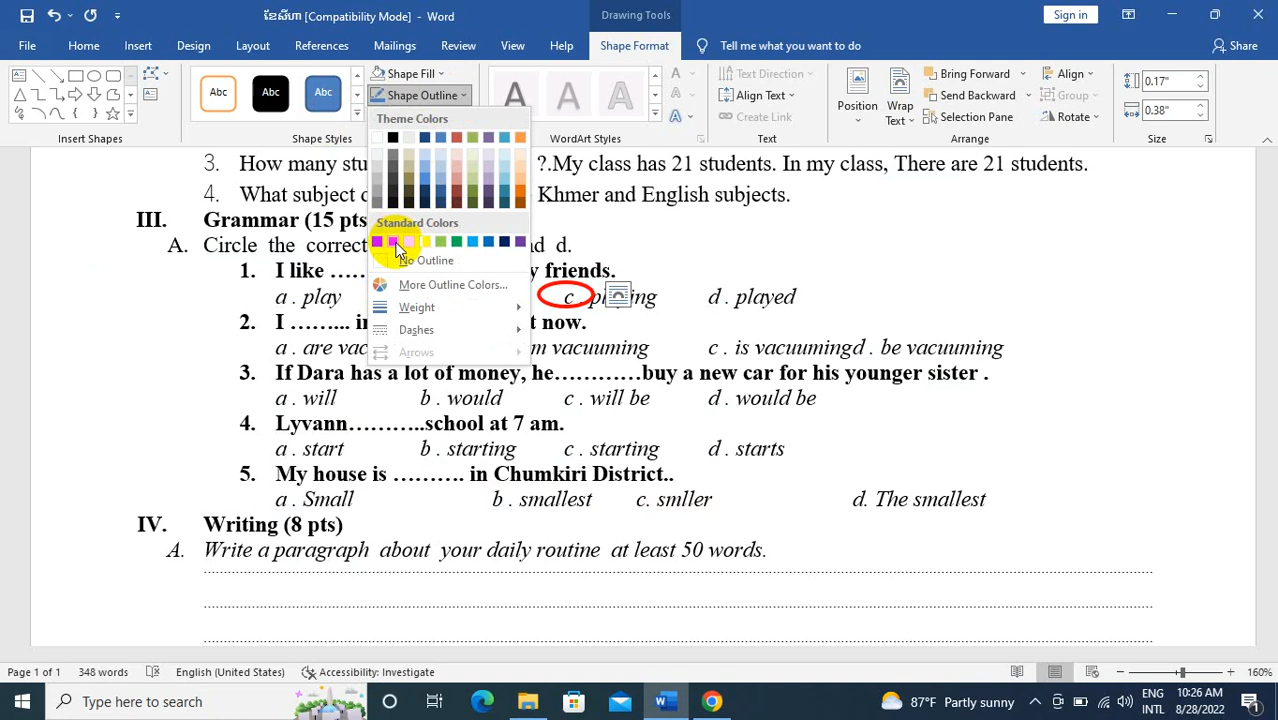 ខែសីហា [Compatibility Mode] - Word
Drawing Tools
Sign in
File Home Insert Design Layout References Mailings Review View Help Shape Format Tell me what you want to do Share
Abc Abc Abc
Shape Fill
Shape Outline
A A A
Text Direction
Align Text
Create Link
Position
Wrap Text
Bring Forward
Send Backward
Selection Pane
Align
Group
Rotate
0.17"
0.38"
Insert Shapes Shape Styles WordArt Styles Text Arrange Size
Theme Colors
Standard Colors
No Outline
More Outline Colors...
Weight
Dashes
Arrows
3. How many stu ?.My class has 21 students. In my class, There are 21 students.
4. What subject d Khmer and English subjects.
III. Grammar (15 pts
A. Circle the correct d d.
1. I like …… y friends.
a . play c . playing d . played
2. I ……... i t now.
a . are vac m vacuuming c . is vacuumingd . be vacuuming
3. If Dara has a lot of money, he…………buy a new car for his younger sister .
a . will b . would c . will be d . would be
4. Lyvann………..school at 7 am.
a . start b . starting c . starting d . starts
5. My house is ………. in Chumkiri District..
a . Small b . smallest c. smller d. The smallest
IV. Writing (8 pts)
A. Write a paragraph about your daily routine at least 50 words.
Page 1 of 1 348 words English (United States) Accessibility: Investigate 160%
Type here to search
87°F Partly sunny
ENG
INTL
10:26 AM
8/28/2022
1